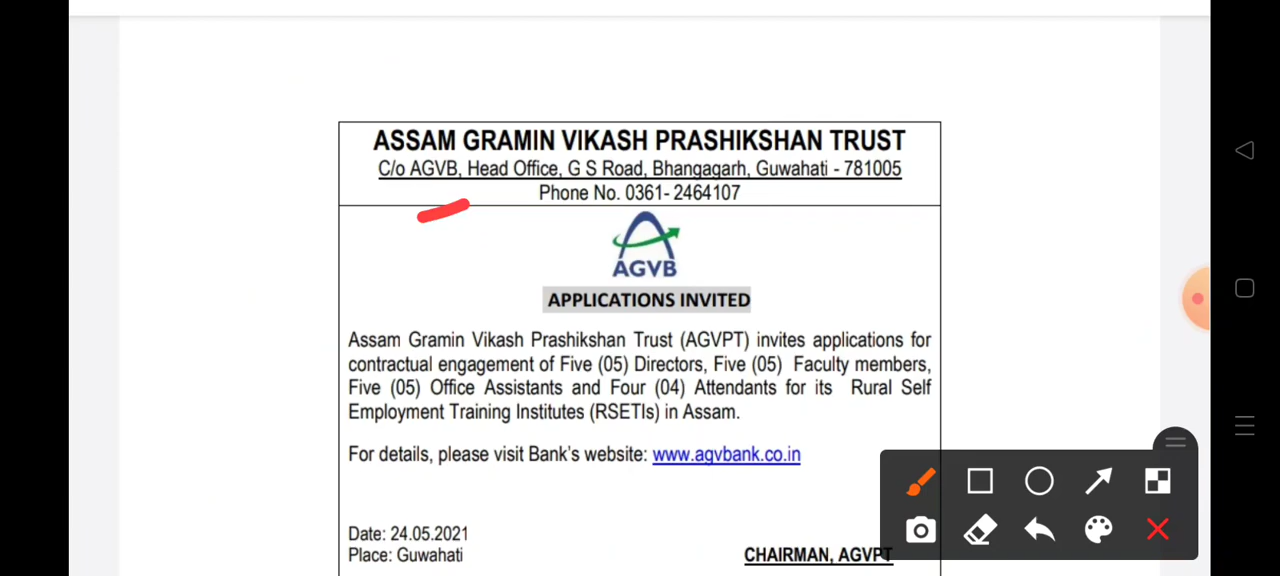 ASSAM GRAMIN VIKASH PRASHIKSHAN TRUST
C/o AGVB, Head Office, G S Road, Bhangagarh, Guwahati - 781005
Phone No. 0361- 2464107
AGVB
APPLICATIONS INVITED
Assam Gramin Vikash Prashikshan Trust (AGVPT) invites applications for
contractual engagement of Five (05) Directors, Five (05) Faculty members,
Five (05) Office Assistants and Four (04) Attendants for its Rural Self
Employment Training Institutes (RSETIs) in Assam.
For details, please visit Bank's website: www.agvbank.co.in
Date: 24.05.2021
Place: Guwahati
CHAIRMAN, AGVPT